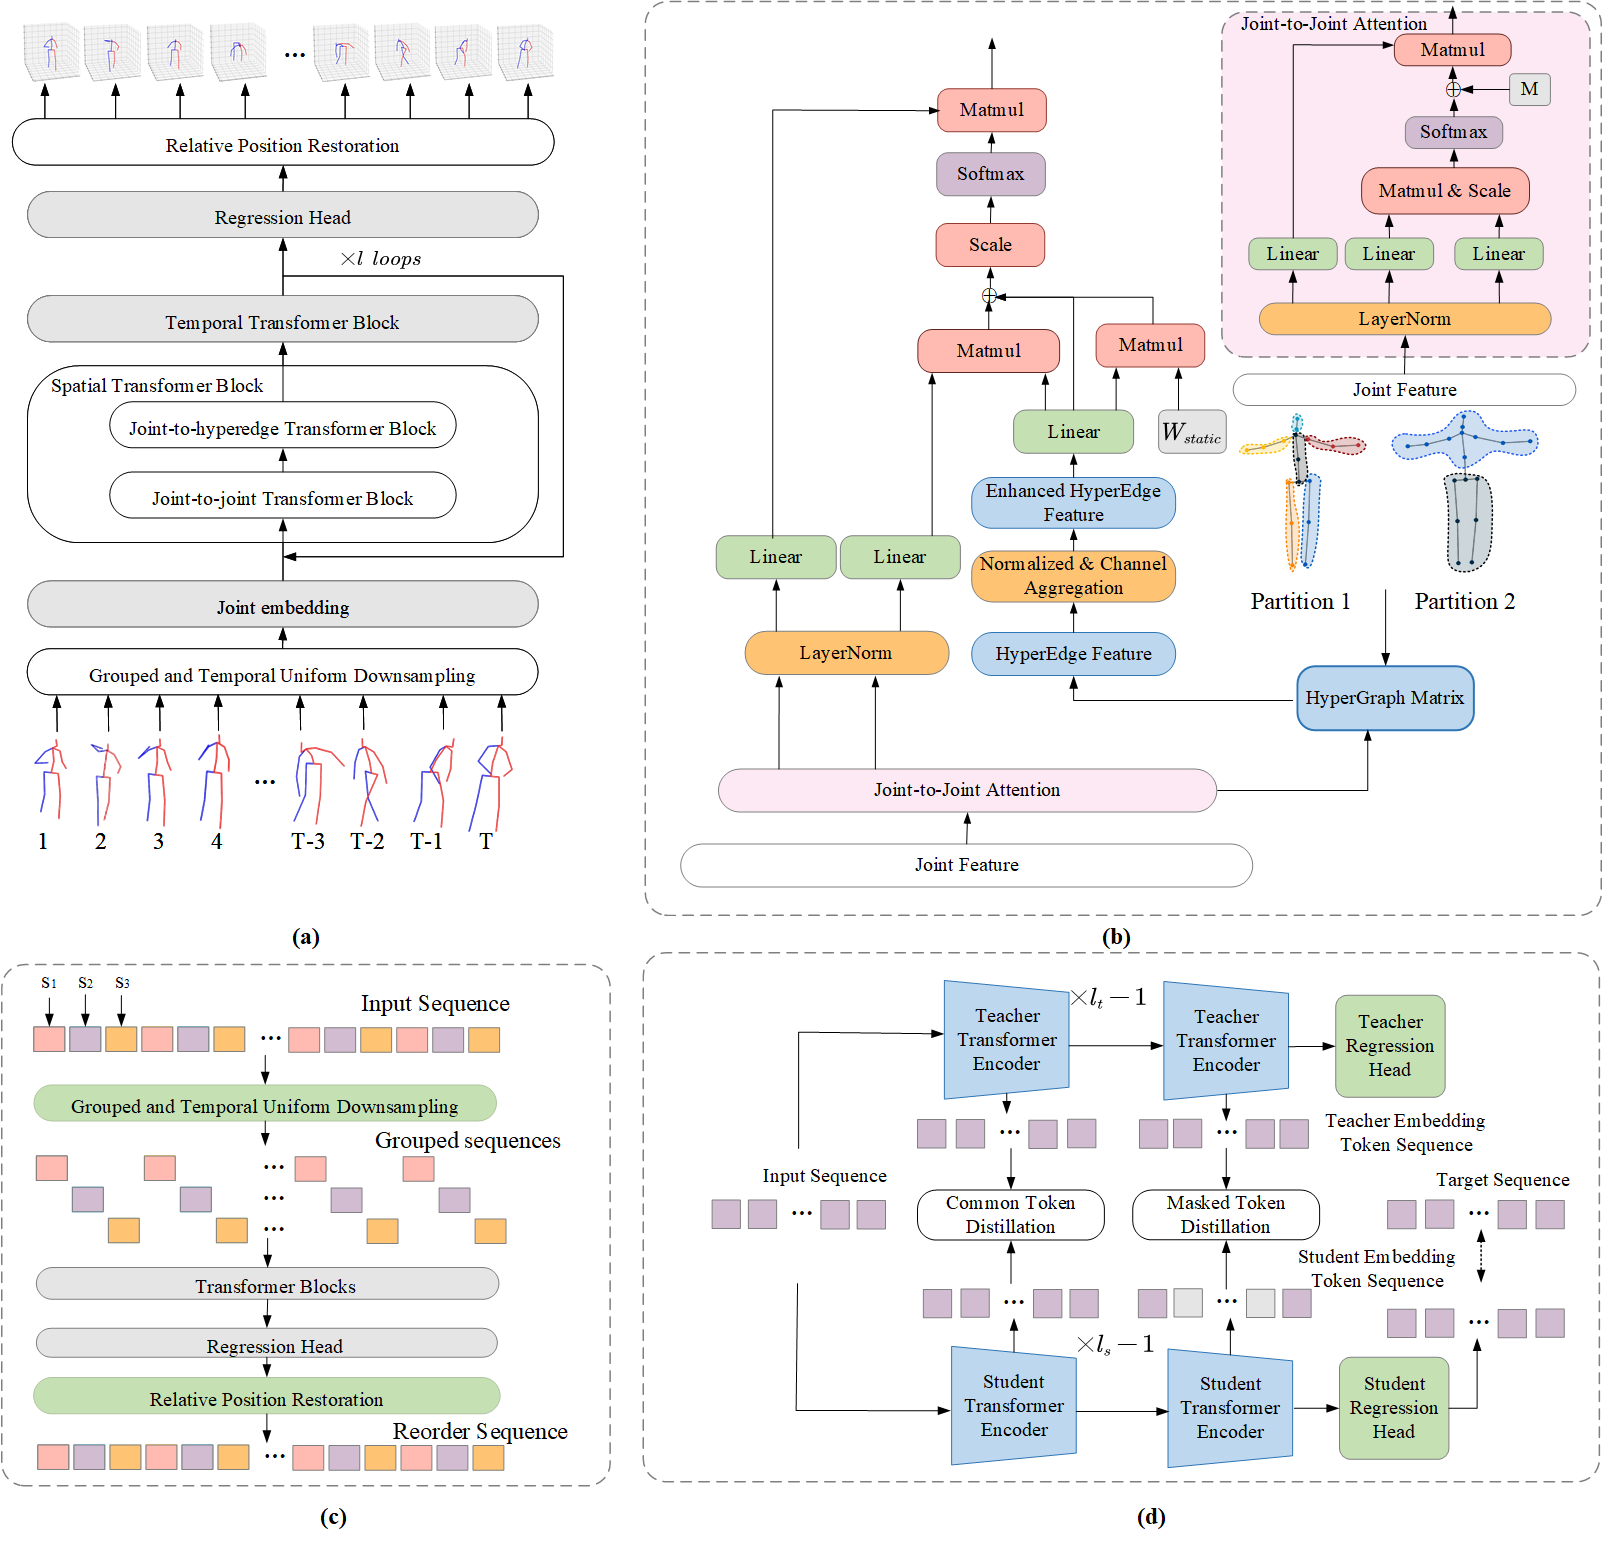 ...
Relative Position Restoration
Regression Head
×l loops
Temporal Transformer Block
Spatial Transformer Block
Joint-to-hyperedge Transformer Block
Joint-to-joint Transformer Block
Joint embedding
Grouped and Temporal Uniform Downsampling
...
1 2 3 4 T-3 T-2 T-1 T
(a)
Joint-to-Joint Attention
Matmul
M
Softmax
Matmul & Scale
Linear Linear Linear
LayerNorm
Joint Feature
Matmul
Softmax
Scale
Matmul
Matmul
Linear
W_static
Enhanced HyperEdge
Feature
Linear Linear
Normalized & Channel
Aggregation
Partition 1 Partition 2
LayerNorm
HyperEdge Feature
HyperGraph Matrix
Joint-to-Joint Attention
Joint Feature
(b)
S1 S2 S3
Input Sequence
...
Grouped and Temporal Uniform Downsampling
Grouped sequences
...
...
...
Transformer Blocks
Regression Head
Relative Position Restoration
Reorder Sequence
...
(c)
Teacher
Transformer
Encoder
×l_t − 1
Teacher
Transformer
Encoder
Teacher
Regression
Head
... ...
Teacher Embedding
Token Sequence
Input Sequence
...
Common Token
Distillation
Masked Token
Distillation
Target Sequence
...
Student Embedding
Token Sequence
... ...
...
×l_s − 1
Student
Transformer
Encoder
Student
Transformer
Encoder
Student
Regression
Head
(d)